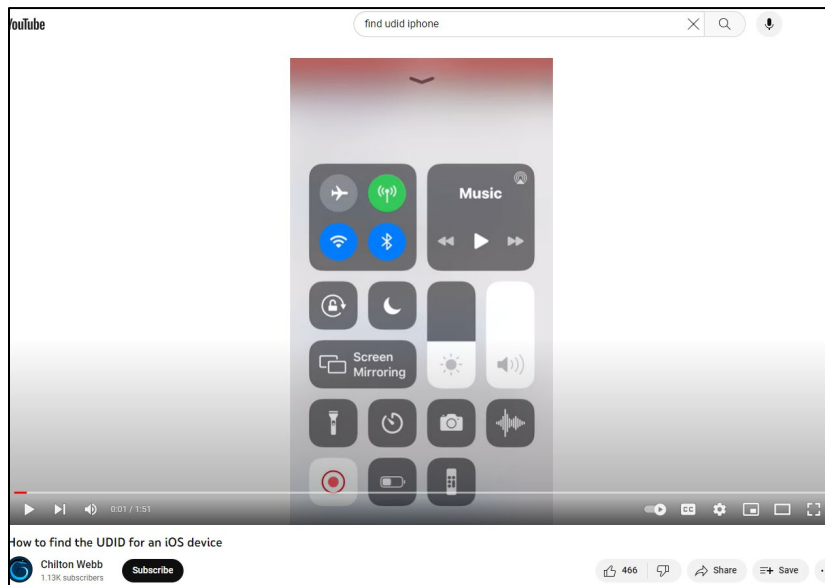 YouTube
find udid iphone
Music
Screen
Mirroring
0:01 / 1:51
CC
How to find the UDID for an iOS device
Chilton Webb
1.13K subscribers
Subscribe
466
Share
Save